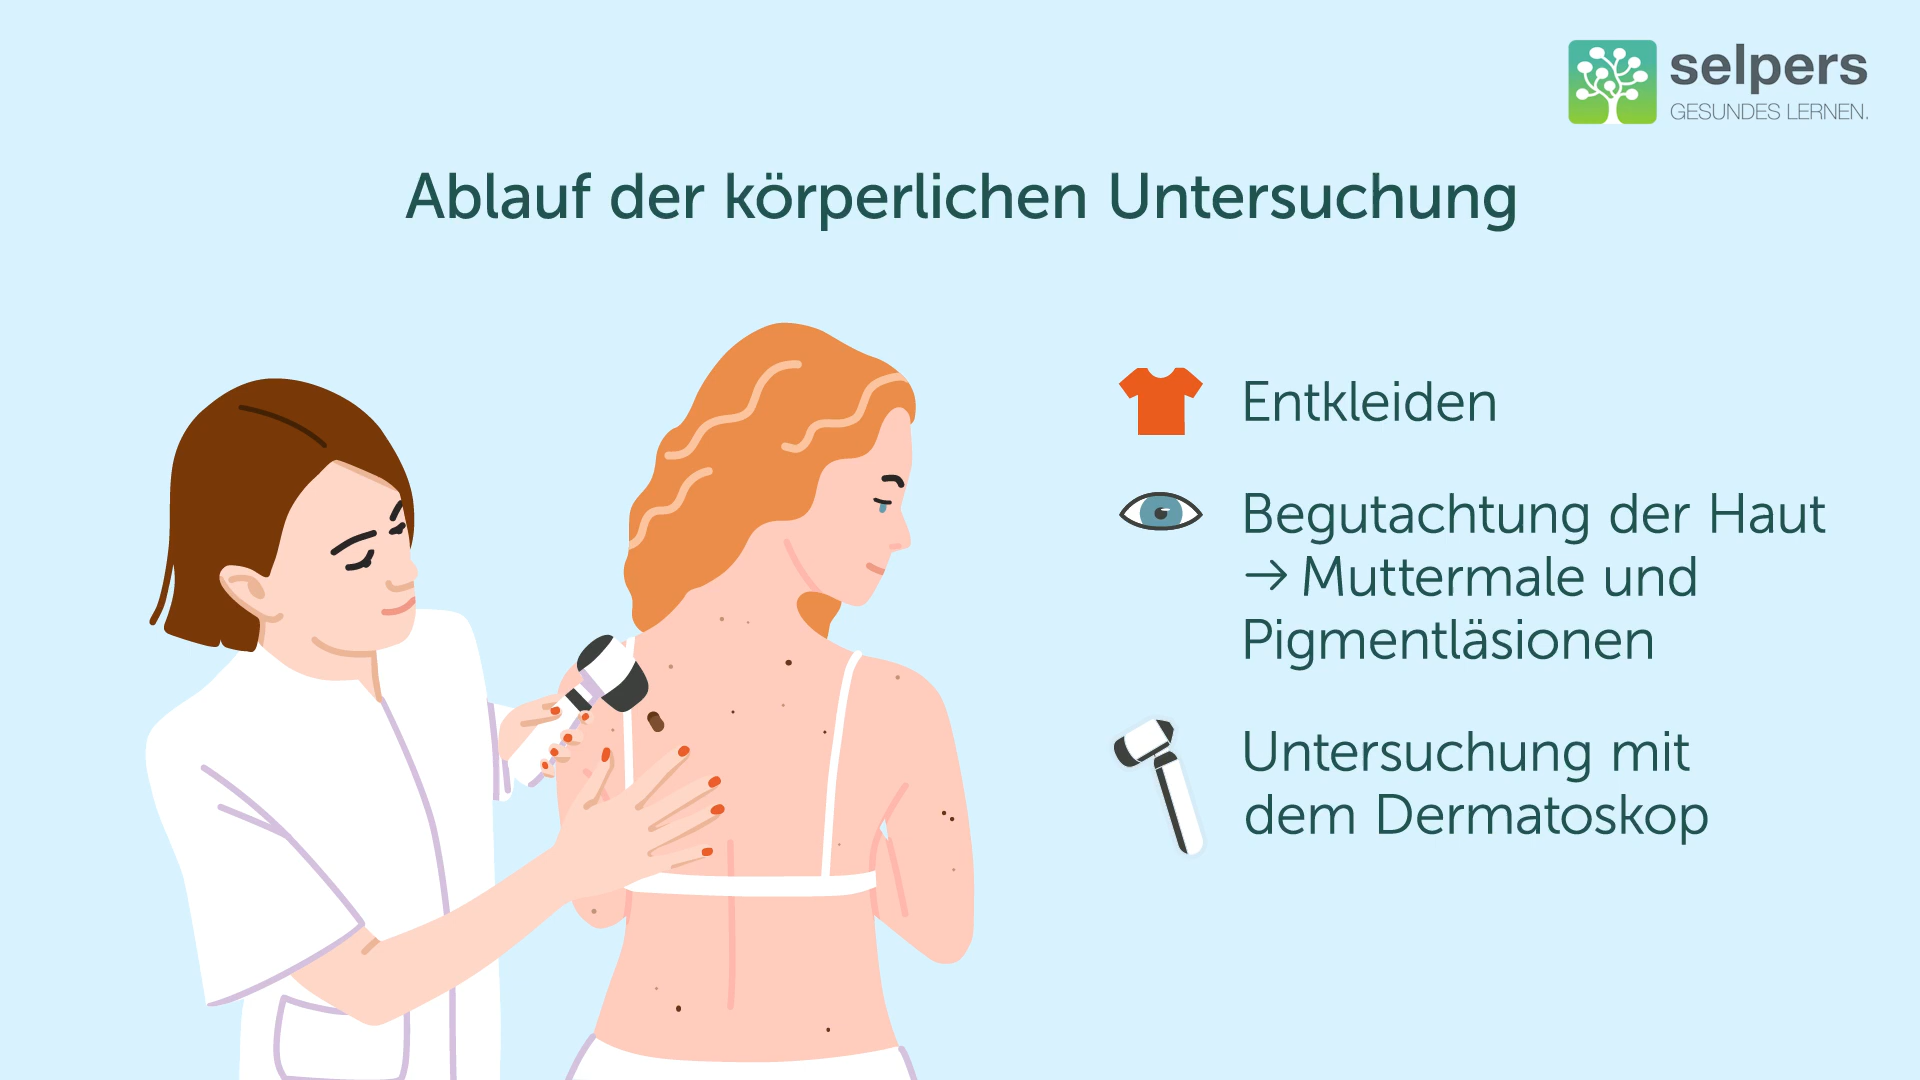 selpers
GESUNDES LERNEN.
Ablauf der körperlichen Untersuchung
Entkleiden
Begutachtung der Haut
→ Muttermale und
Pigmentläsionen
Untersuchung mit
dem Dermatoskop